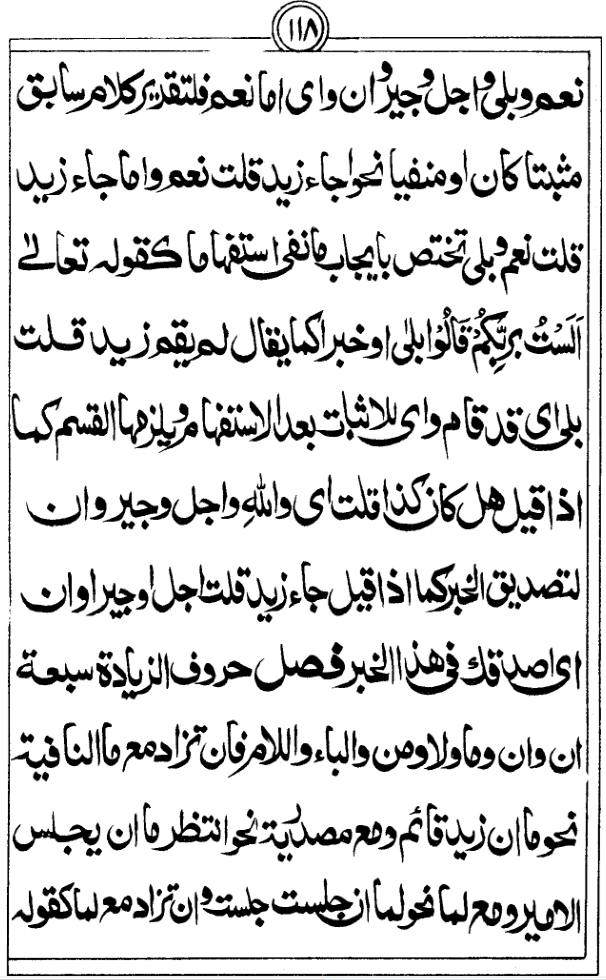 ١١٨
نعم وبلى واجل وجير وان واى اما نعم فلتقدير كلام سابق
مثبتا كان او منفيا نحو اجاء زيد قلت نعم واما جاء زيد
قلت نعم وبلى تختص بايجاب ما نفى استفهاما كقوله تعالىٰ
اَلَسْتُ بِرَبِّكُمْ قَالُوْا بلىٰ او خبرا كما يقال لم يقم زيد قلت
بلى اى قد قام واى للاثبات بعد الاستفهام ويلزمها القسم كما
اذا قيل هل كان كذا قلت اى واللهِ واجل وجير وان
لتصديق الخبر كما اذا قيل جاء زيد قلت اجل او جير او ان
اى اصدقك فى هذا الخبر فصل حروف الزيادة سبعة
ان وان وما ولا ومن والباء واللام فان تزاد مع ما النافية
نحو ما ان زيد قائم ومع مصدرية نحو انتظر ما ان يجلس
الامير ومع لما نحو لما ان جلست جلست وان تزاد مع لما كقوله